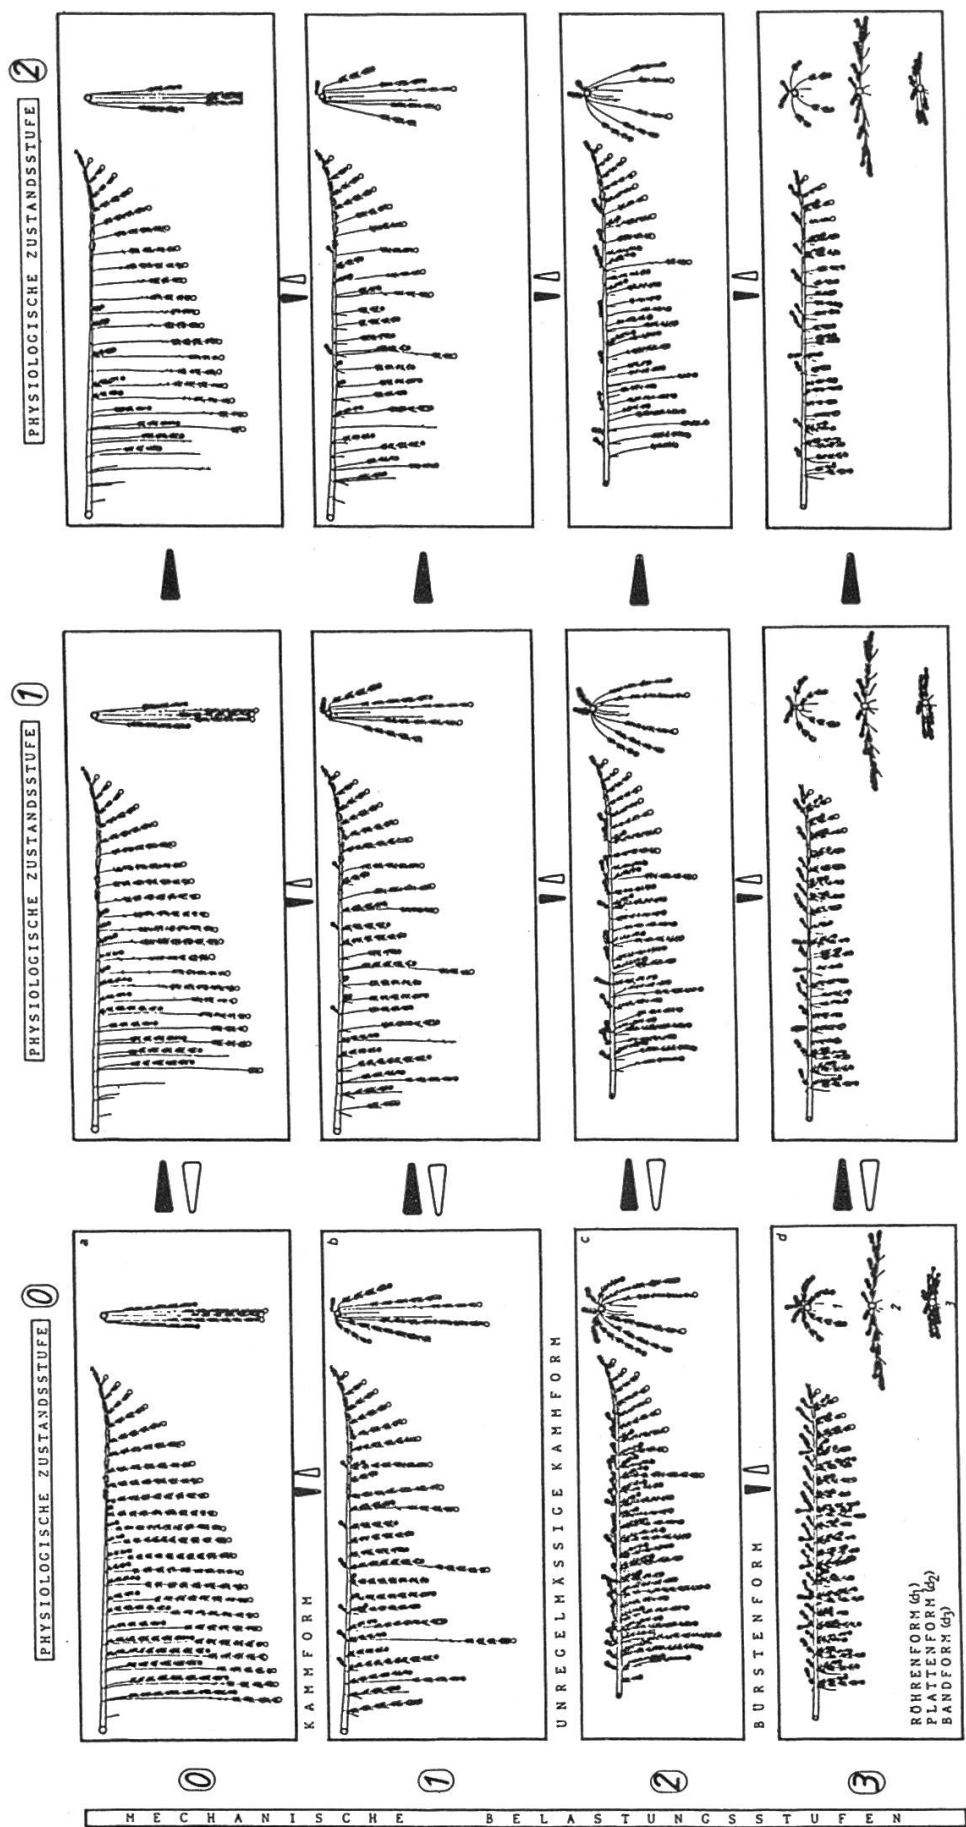 PHYSIOLOGISCHE ZUSTANDSSTUFE 0
PHYSIOLOGISCHE ZUSTANDSSTUFE 1
PHYSIOLOGISCHE ZUSTANDSSTUFE 2
MECHANISCHE BELASTUNGSSTUFEN
0
a
KAMMFORM
1
b
UNREGELMÄSSIGE KAMMFORM
2
c
BÜRSTENFORM
3
d
1
2
3
RÖHRENFORM (d1)
PLATTENFORM (d2)
BANDFORM (d3)